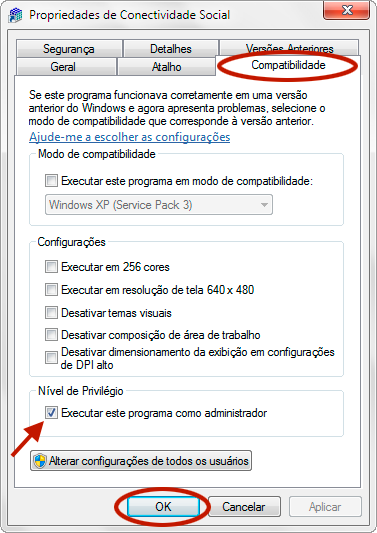 Propriedades de Conectividade Social
Segurança Detalhes Versões Anteriores
Geral Atalho Compatibilidade
Se este programa funcionava corretamente em uma versão
anterior do Windows e agora apresenta problemas, selecione o
modo de compatibilidade que corresponde à versão anterior.
Ajude-me a escolher as configurações
Modo de compatibilidade
Executar este programa em modo de compatibilidade:
Windows XP (Service Pack 3)
Configurações
Executar em 256 cores
Executar em resolução de tela 640 x 480
Desativar temas visuais
Desativar composição de área de trabalho
Desativar dimensionamento da exibição em configurações
de DPI alto
Nível de Privilégio
Executar este programa como administrador
Alterar configurações de todos os usuários
OK Cancelar Aplicar